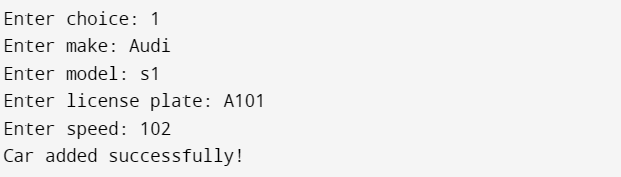 Enter choice: 1
Enter make: Audi
Enter model: s1
Enter license plate: A101
Enter speed: 102
Car added successfully!